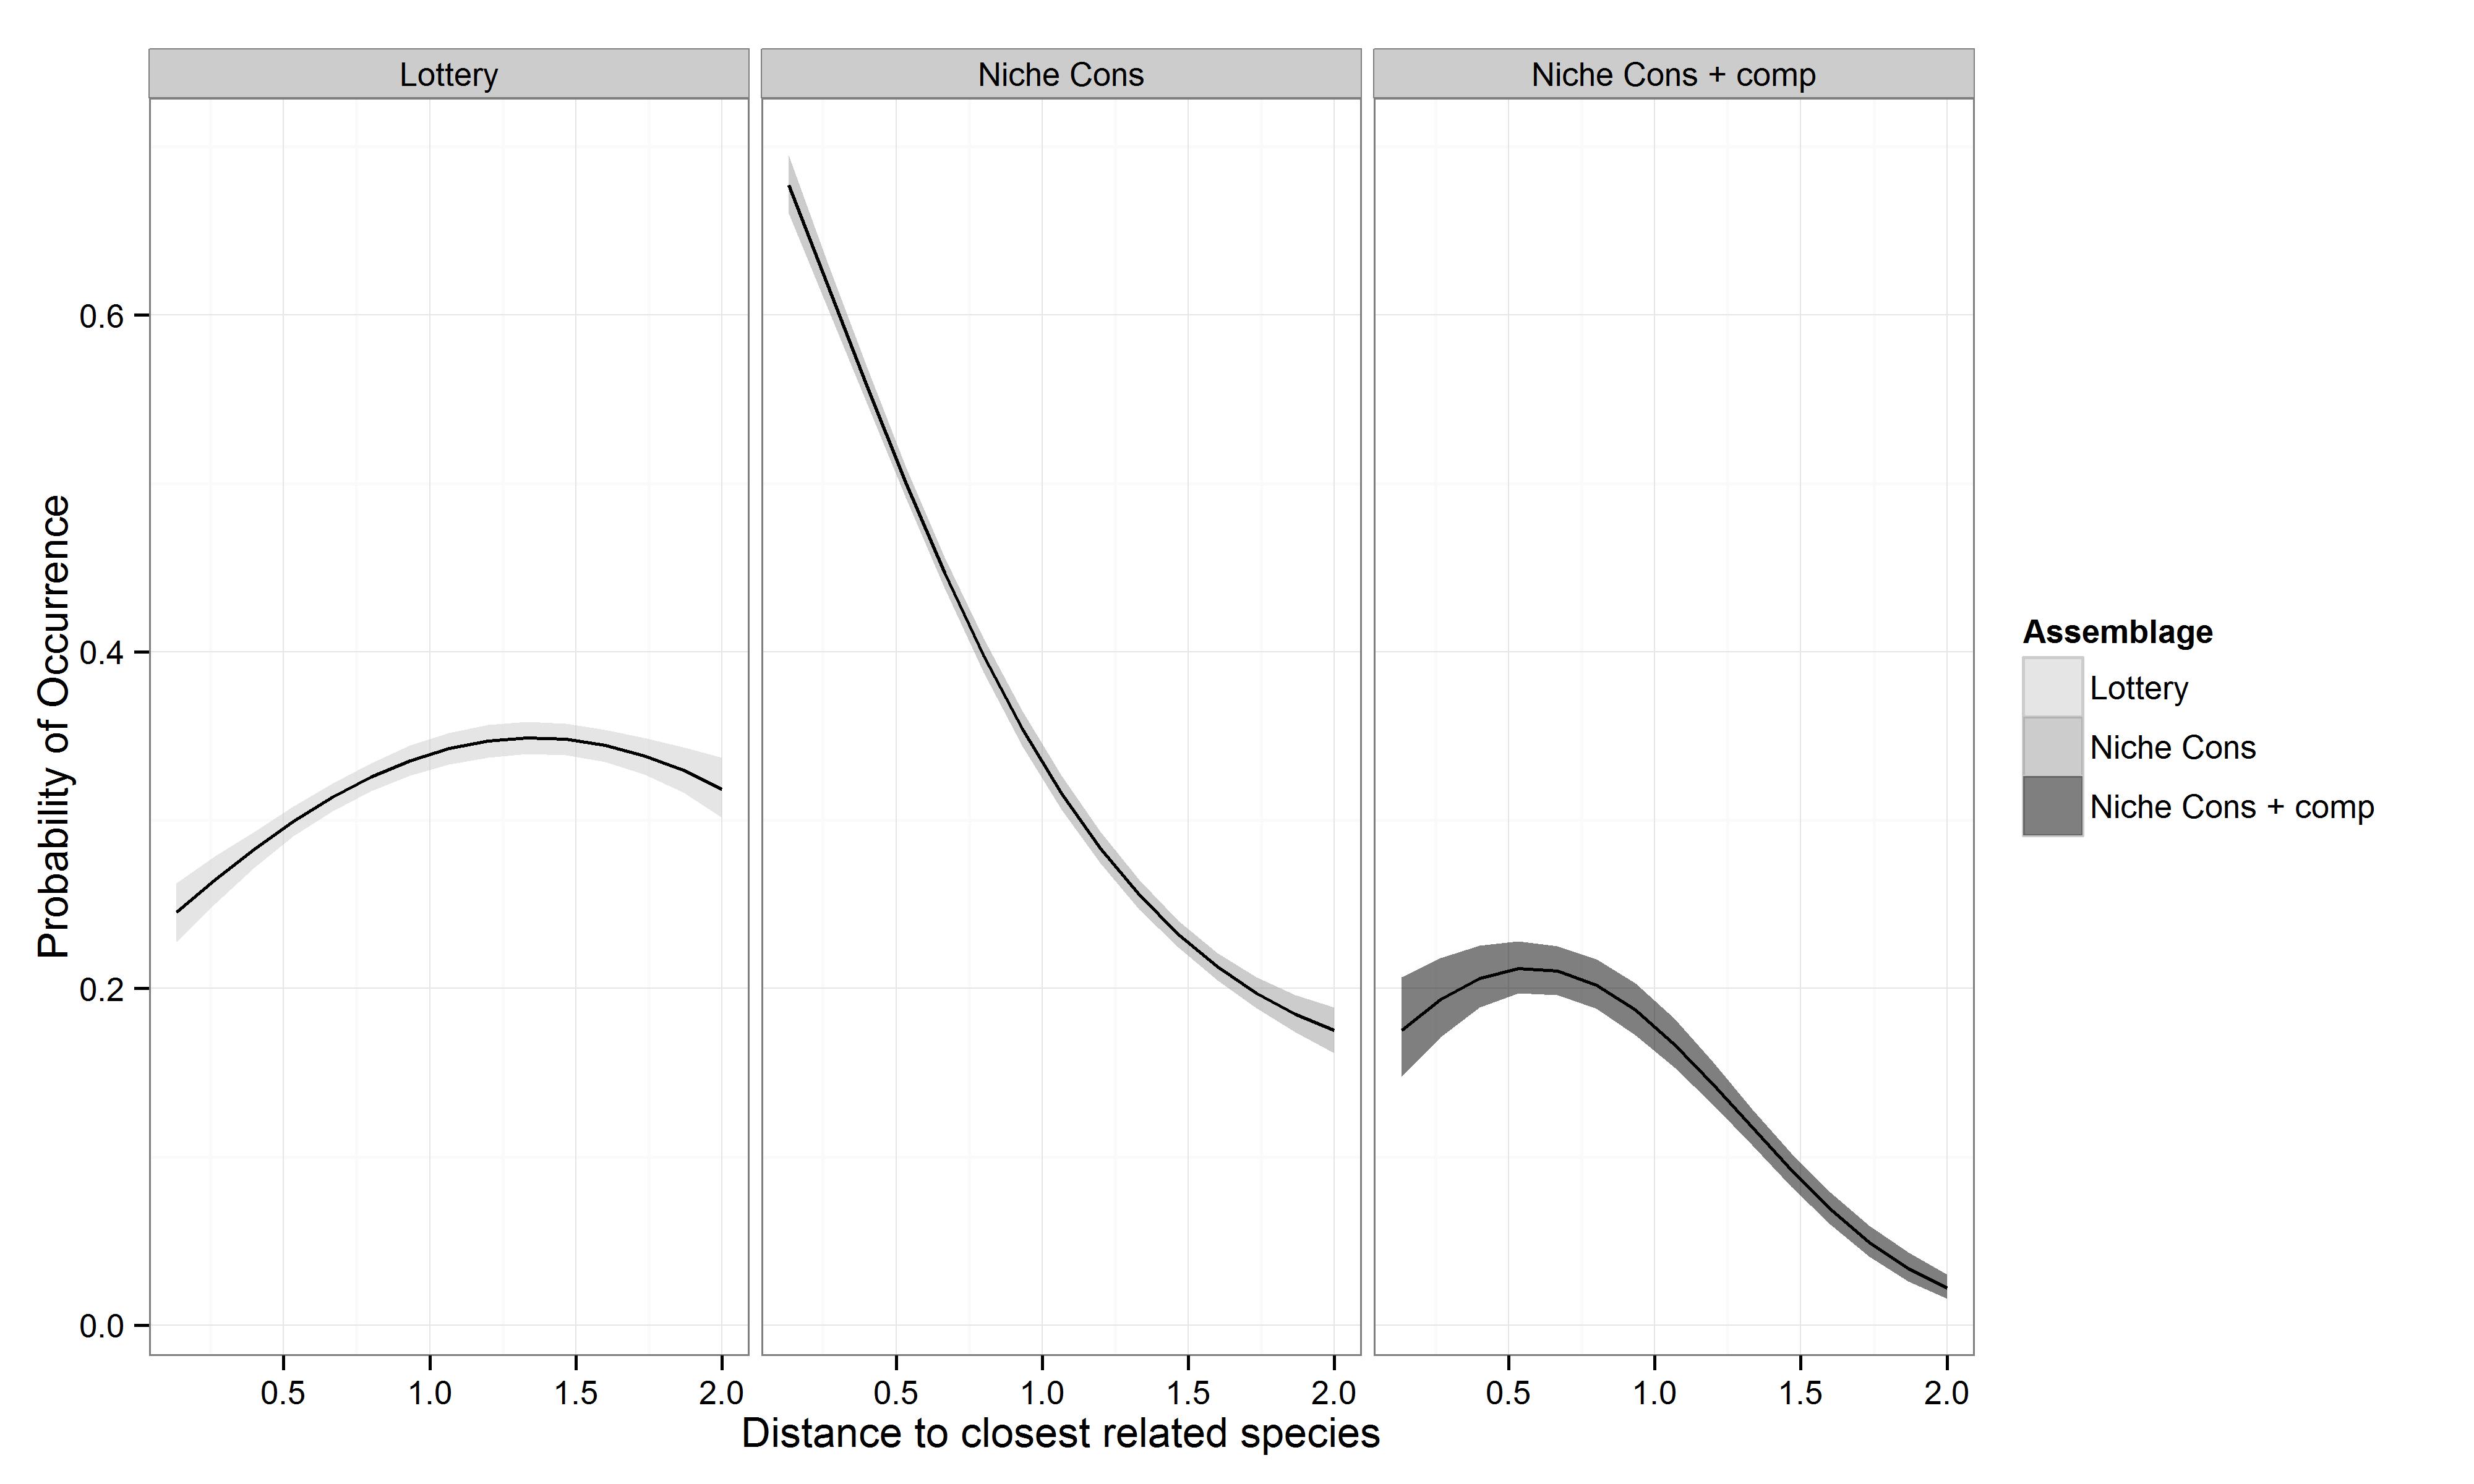 Lottery
Niche Cons
Niche Cons + comp
Probability of Occurrence
0.6
0.4
0.2
0.0
0.5 1.0 1.5 2.0
0.5 1.0 1.5 2.0
0.5 1.0 1.5 2.0
Distance to closest related species
Assemblage
Lottery
Niche Cons
Niche Cons + comp